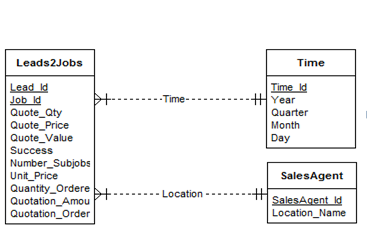 Leads2Jobs
Lead_Id
Job_Id
Quote_Qty
Quote_Price
Quote_Value
Success
Number_Subjobs
Unit_Price
Quantity_Ordere
Quotation_Amou
Quotation_Order
Time
Location
Time
Time_Id
Year
Quarter
Month
Day
SalesAgent
SalesAgent_Id
Location_Name